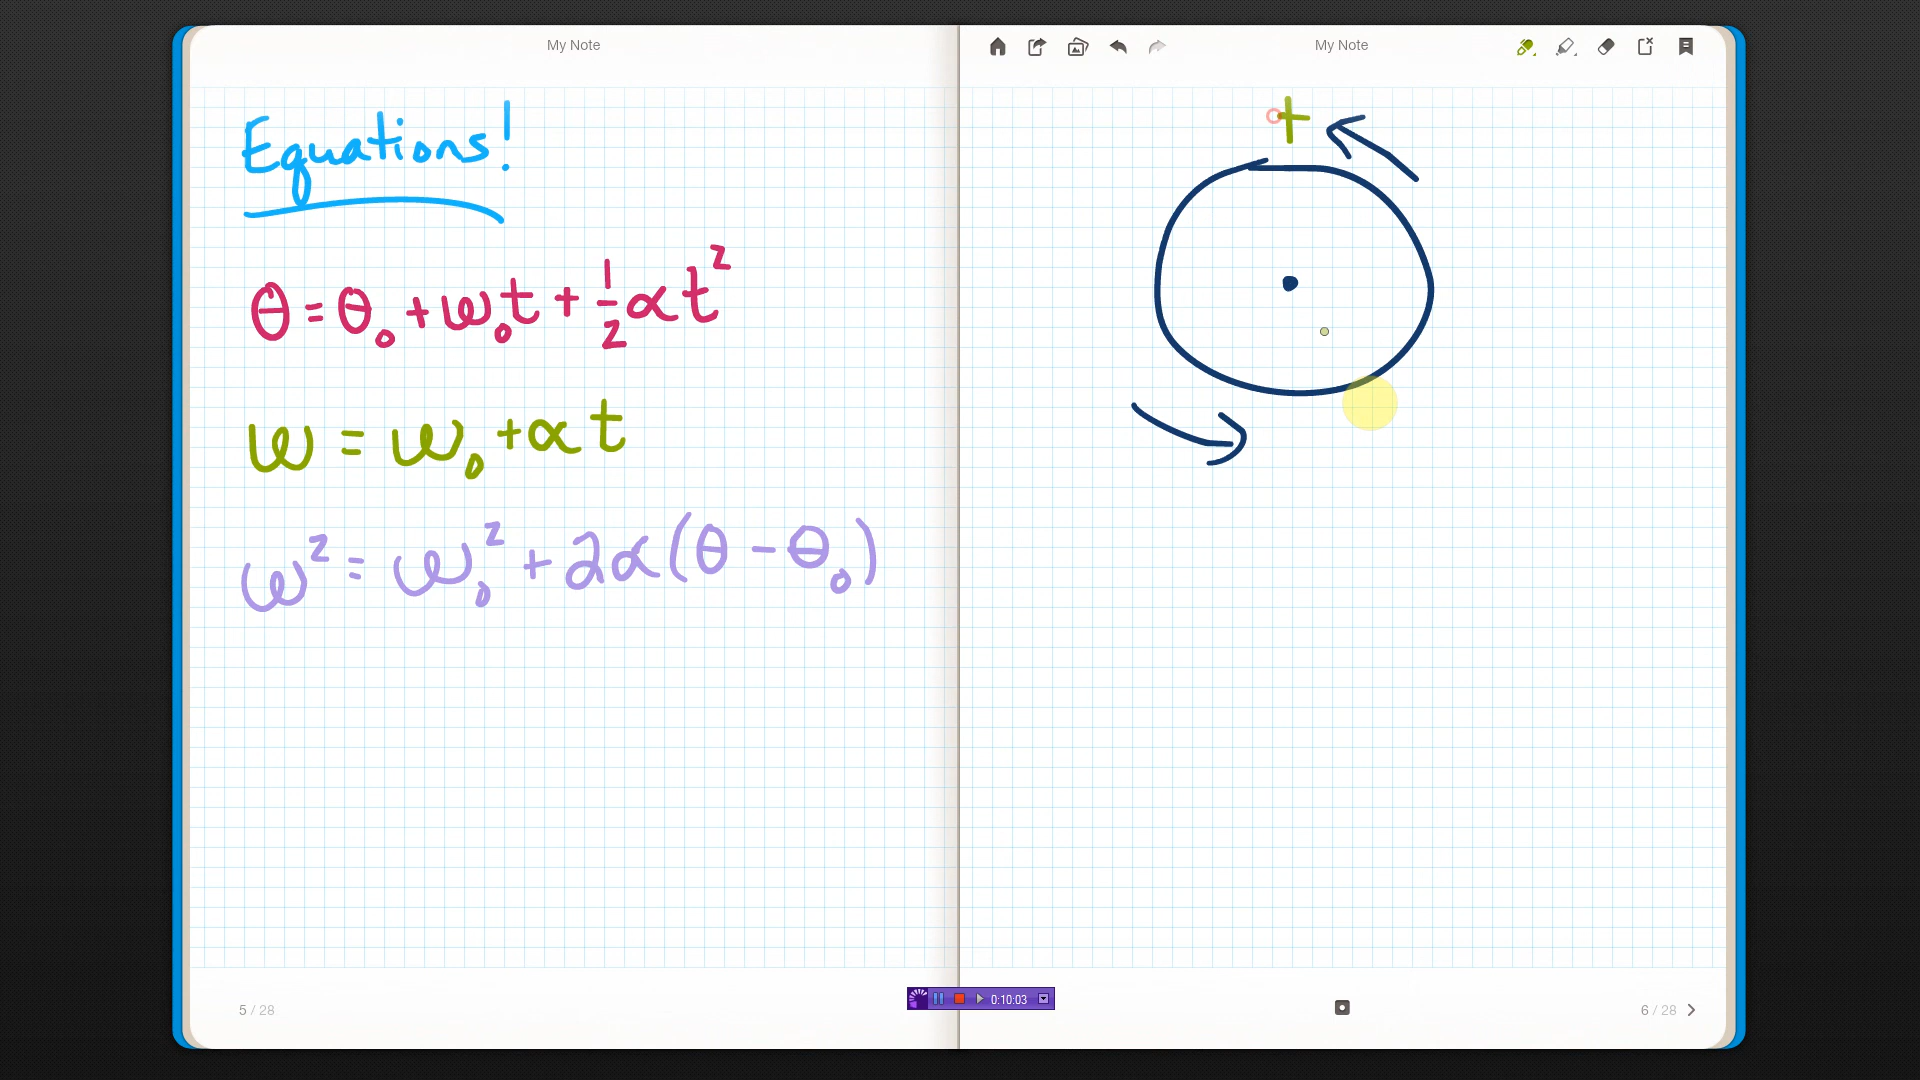 My Note
Equations!
θ = θ₀ + ω₀t + ½αt²
ω = ω₀ + αt
ω² = ω₀² + 2α(θ - θ₀)
5 / 28
My Note
+
0:10:03
6 / 28